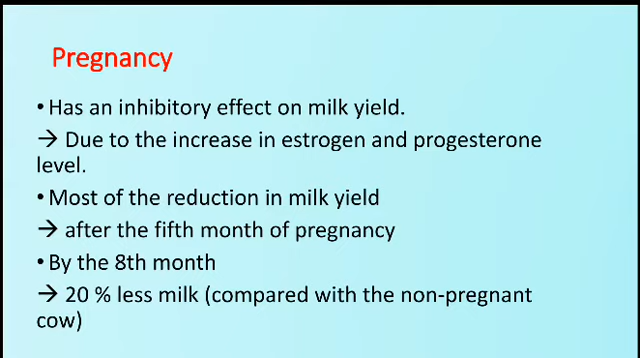 Pregnancy
•Has an inhibitory effect on milk yield.
→ Due to the increase in estrogen and progesterone
level.
•Most of the reduction in milk yield
→ after the fifth month of pregnancy
•By the 8th month
→ 20 % less milk (compared with the non-pregnant
cow)